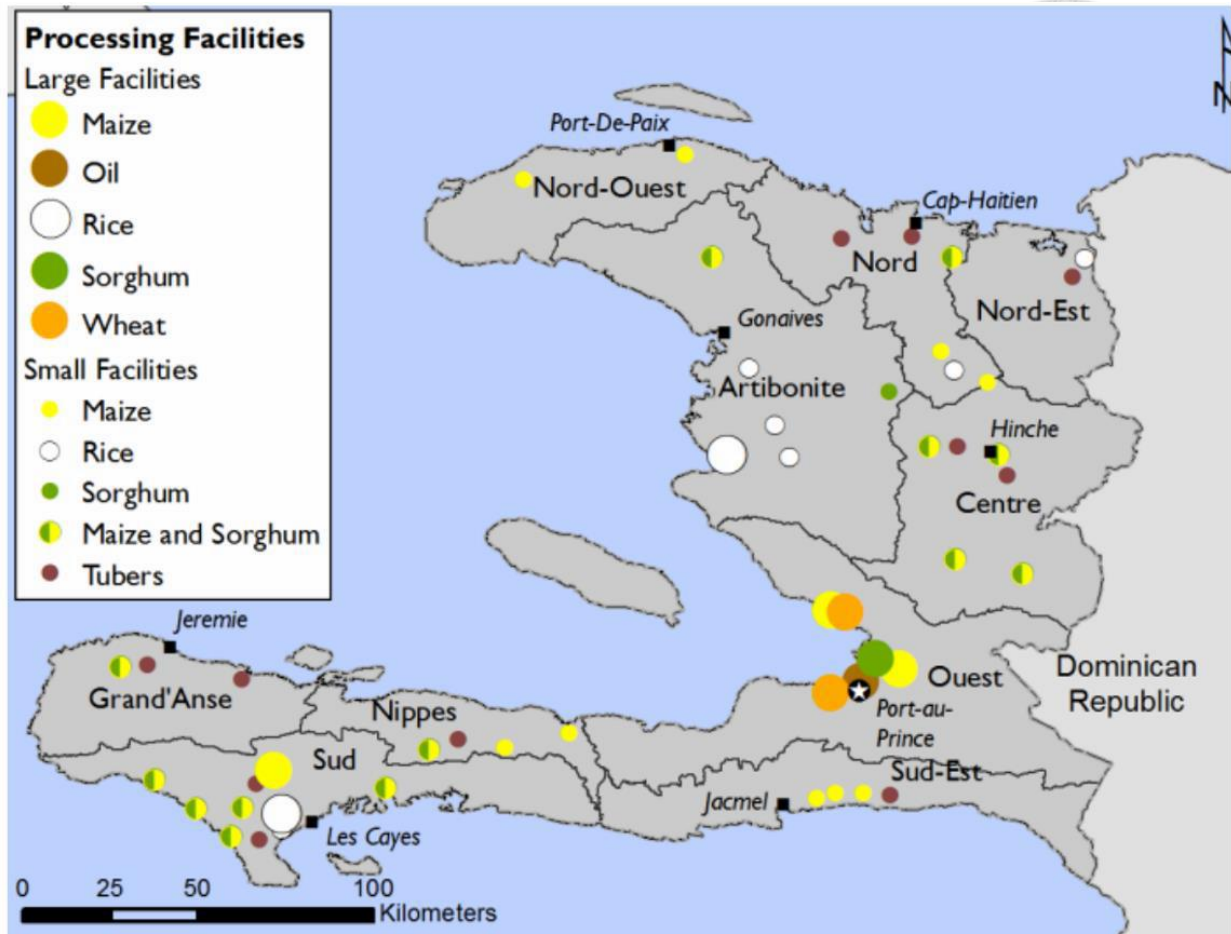 Processing Facilities
Large Facilities
Maize
Oil
Rice
Sorghum
Wheat
Small Facilities
Maize
Rice
Sorghum
Maize and Sorghum
Tubers
N
Port-De-Paix
Nord-Ouest
Cap-Haitien
Nord
Nord-Est
Gonaives
Artibonite
Hinche
Centre
Jeremie
Grand'Anse
Nippes
Ouest
Dominican
Republic
Port-au-
Prince
Sud
Sud-Est
Jacmel
Les Cayes
0 25 50 100
Kilometers